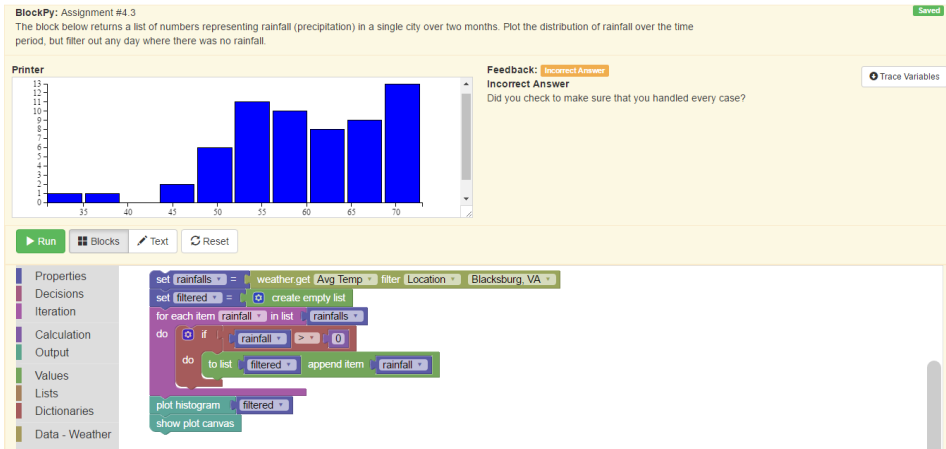 BlockPy: Assignment #4.3
Saved
The block below returns a list of numbers representing rainfall (precipitation) in a single city over two months. Plot the distribution of rainfall over the time
period, but filter out any day where there was no rainfall.
Printer
13
12
11
10
9
8
7
6
5
4
3
2
1
0
35 40 45 50 55 60 65 70
Feedback: Incorrect Answer
Incorrect Answer
Did you check to make sure that you handled every case?
Trace Variables
Run Blocks Text Reset
Properties
Decisions
Iteration
Calculation
Output
Values
Lists
Dictionaries
Data - Weather
set rainfalls = weather.get Avg Temp filter Location Blacksburg, VA
set filtered = create empty list
for each item rainfall in list rainfalls
do if rainfall > 0
do to list filtered append item rainfall
plot histogram filtered
show plot canvas